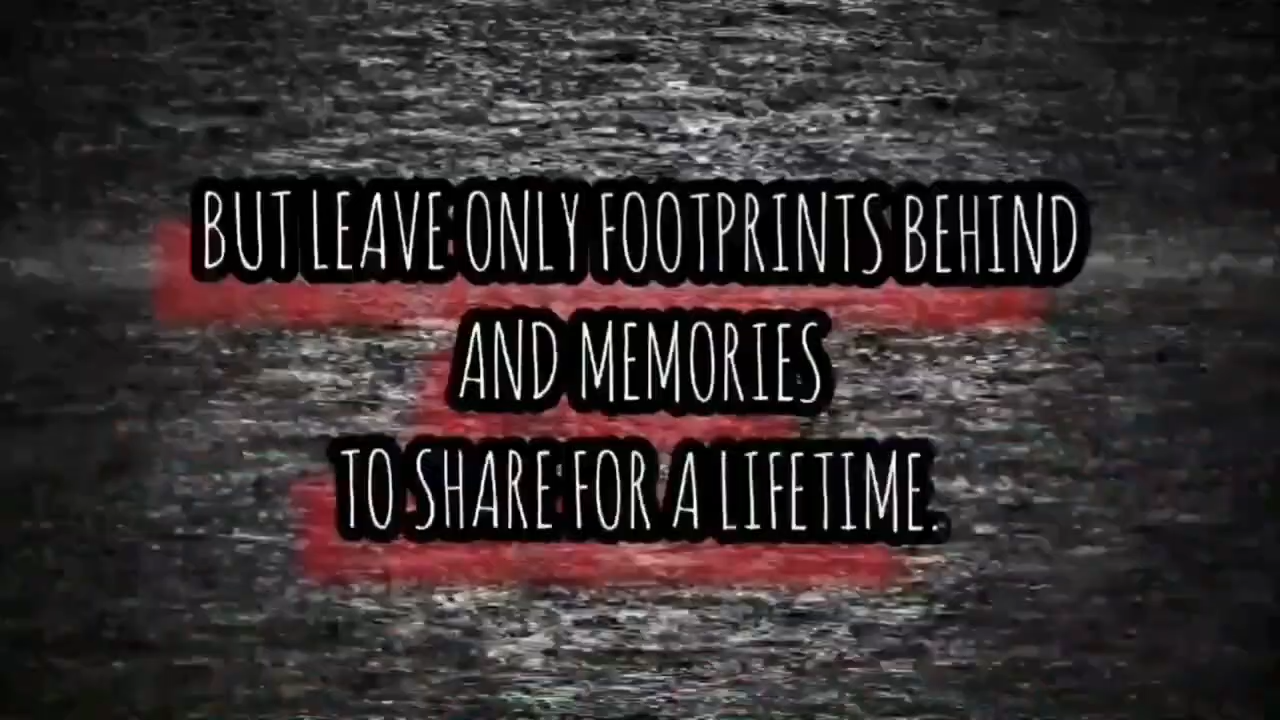 BUT LEAVE ONLY FOOTPRINTS BEHIND
AND MEMORIES
TO SHARE FOR A LIFETIME.